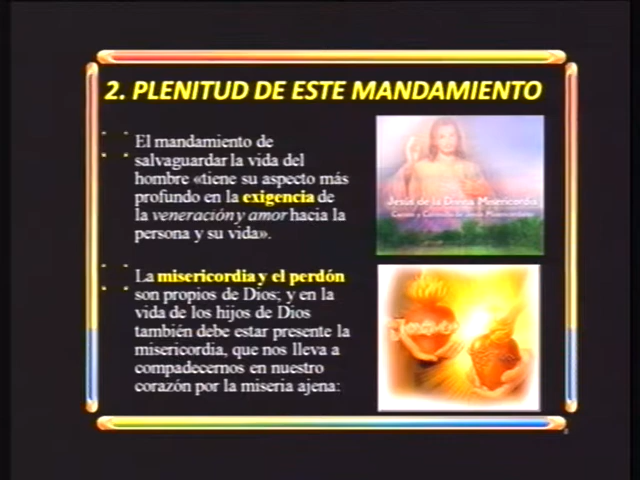 2. PLENITUD DE ESTE MANDAMIENTO
El mandamiento de
salvaguardar la vida del
hombre «tiene su aspecto más
profundo en la exigencia de
la veneración y amor hacia la
persona y su vida».
La misericordia y el perdón
son propios de Dios; y en la
vida de los hijos de Dios
también debe estar presente la
misericordia, que nos lleva a
compadecernos en nuestro
corazón por la miseria ajena:
Jesús de la Divina Misericordia